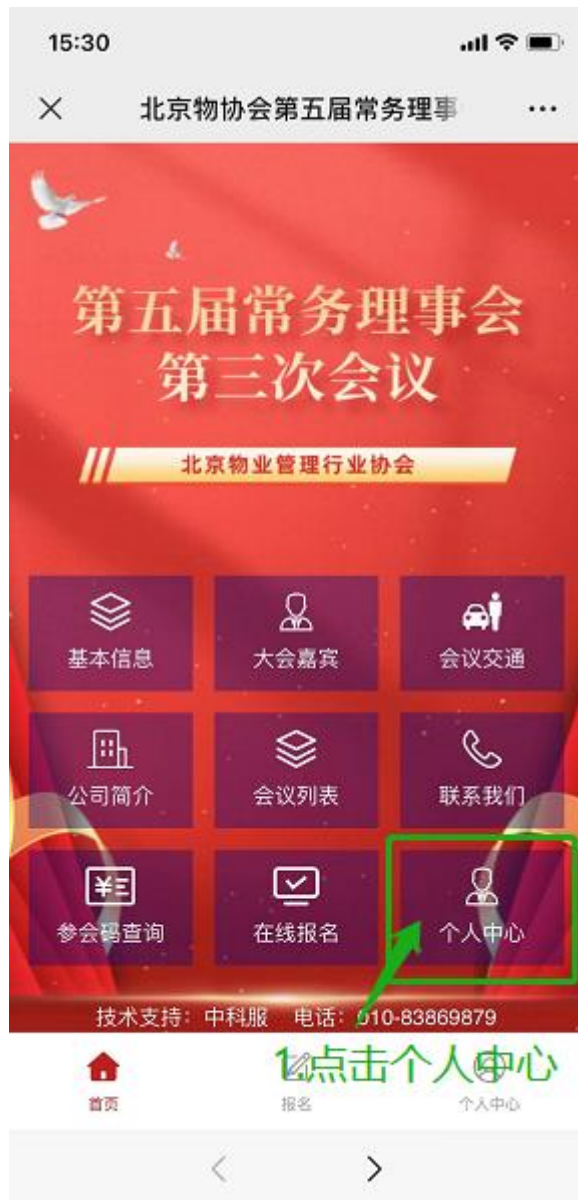 15:30
北京物协会第五届常务理事
第五届常务理事会
第三次会议
北京物业管理行业协会
基本信息
大会嘉宾
会议交通
公司简介
会议列表
联系我们
参会码查询
在线报名
个人中心
技术支持：中科服 电话：010-83869879
1.点击个人中心
首页
报名
个人中心